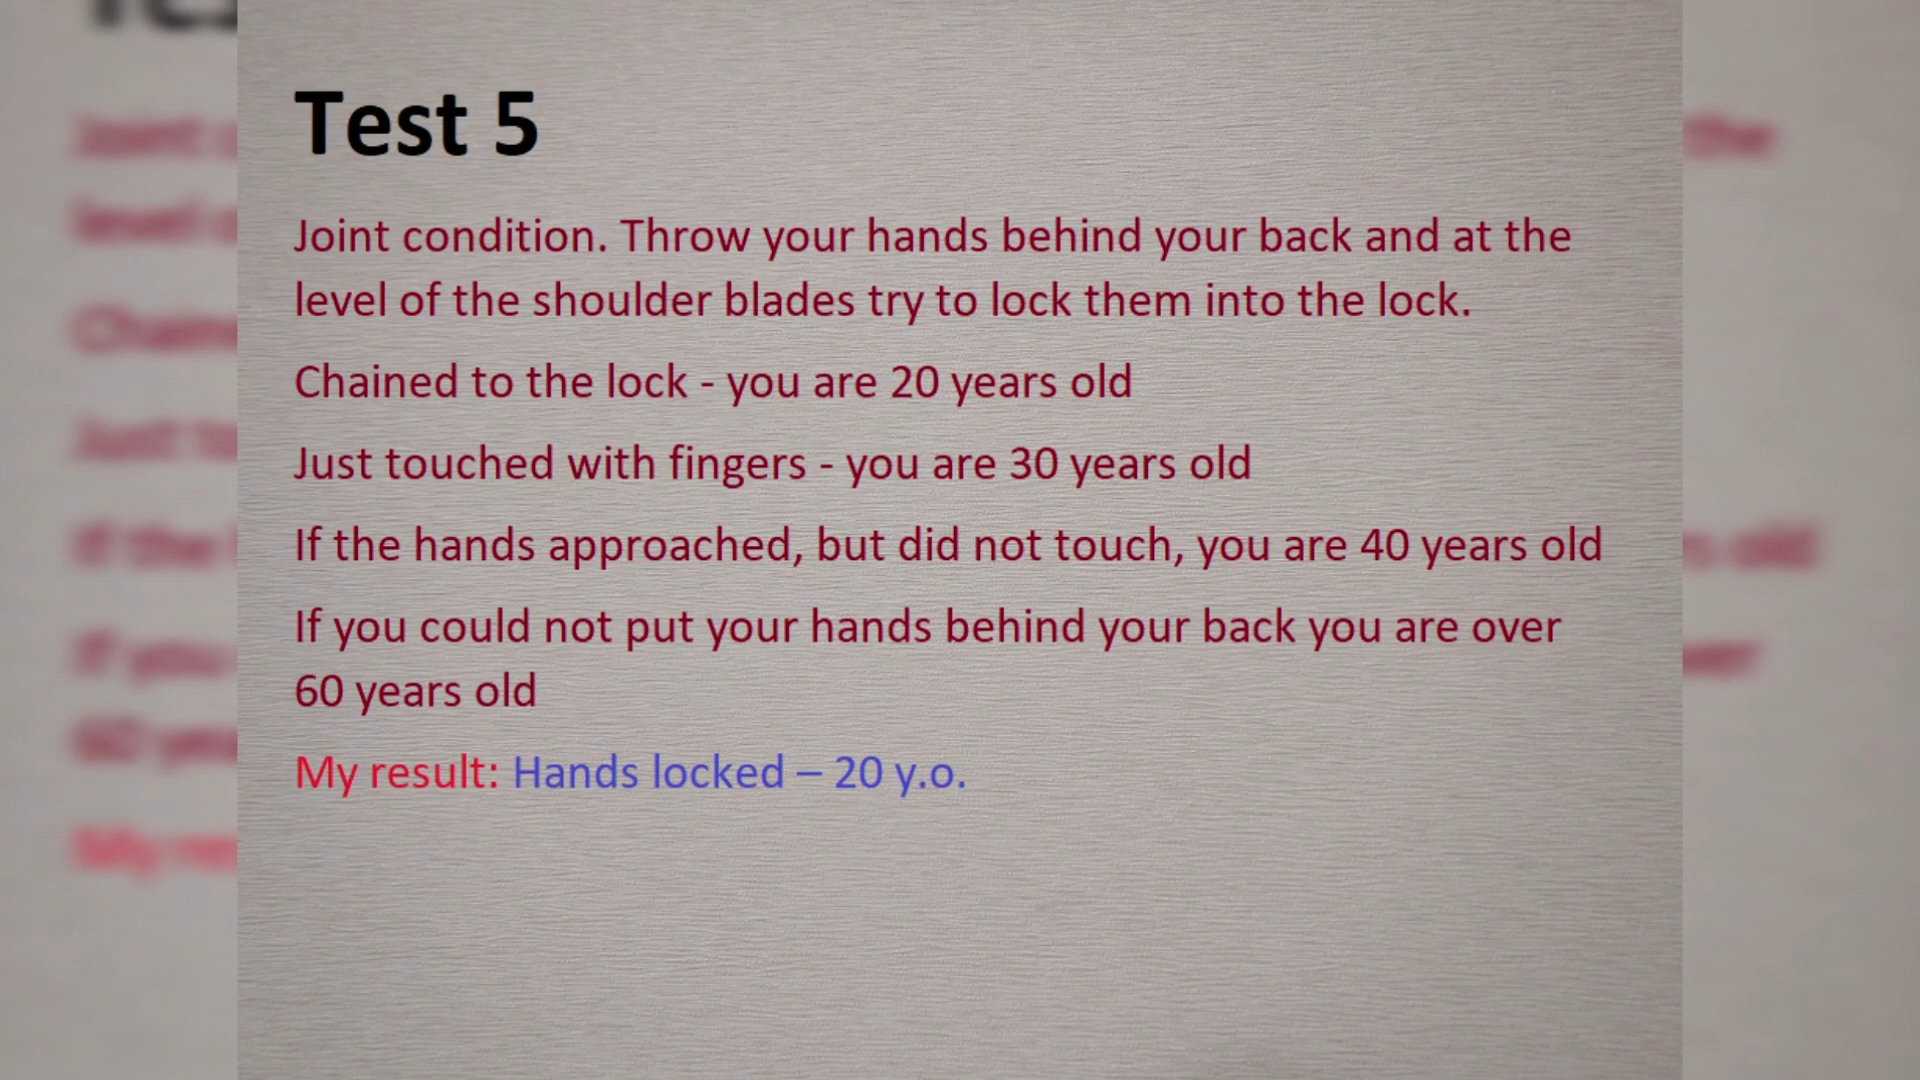 Test 5
Joint condition. Throw your hands behind your back and at the
level of the shoulder blades try to lock them into the lock.
Chained to the lock - you are 20 years old
Just touched with fingers - you are 30 years old
If the hands approached, but did not touch, you are 40 years old
If you could not put your hands behind your back you are over
60 years old
My result: Hands locked – 20 y.o.